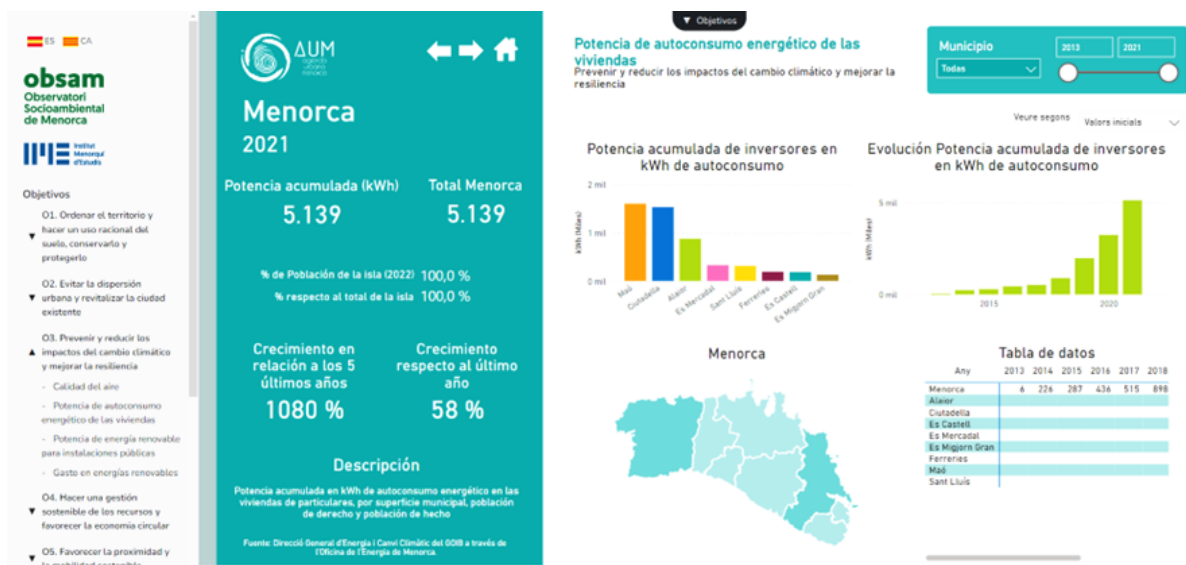 ES CA
obsam
Observatori
Socioambiental
de Menorca
Institut
Menorquí
d'Estudis
Objetivos
O1. Ordenar el territorio y
hacer un uso racional del
suelo, conservarlo y
protegerlo
O2. Evitar la dispersión
urbana y revitalizar la ciudad
existente
O3. Prevenir y reducir los
impactos del cambio climático
y mejorar la resiliencia
- Calidad del aire
- Potencia de autoconsumo
energético de las viviendas
- Potencia de energía renovable
para instalaciones públicas
- Gasto en energías renovables
O4. Hacer una gestión
sostenible de los recursos y
favorecer la economia circular
O5. Favorecer la proximidad y
la movilidad sostenible
AUM
agenda
urbana
menorca
Menorca
2021
Potencia acumulada (kWh) Total Menorca
5.139 5.139
% de Población de la isla (2022) 100,0 %
% respecto al total de la isla 100,0 %
Crecimiento en
relación a los 5
últimos años
1080 %
Crecimiento
respecto al último
año
58 %
Descripción
Potencia acumulada en kWh de autoconsumo energético en las
viviendas de particulares, por superficie municipal, población
de derecho y población de hecho
Fuente: Direcció General d'Energia i Canvi Climàtic del GOIB a través de
l'Oficina de l'Energia de Menorca.
Objetivos
Potencia de autoconsumo energético de las
viviendas
Prevenir y reducir los impactos del cambio climático y mejorar la
resiliencia
Municipio
Todas
2013 2021
Veure segons Valors inicials
Potencia acumulada de inversores en
kWh de autoconsumo
kWh (Miles)
2 mil
1 mil
0 mil
Maó
Ciutadella
Alaior
Es Mercadal
Sant Lluís
Ferreries
Es Castell
Es Migjorn Gran
Evolución Potencia acumulada de inversores
en kWh de autoconsumo
kWh (Miles)
5 mil
0 mil
2015 2020
Menorca
Tabla de datos
Any 2013 2014 2015 2016 2017 2018
Menorca 6 226 287 436 515 898
Alaior
Ciutadella
Es Castell
Es Mercadal
Es Migjorn Gran
Ferreries
Maó
Sant Lluís